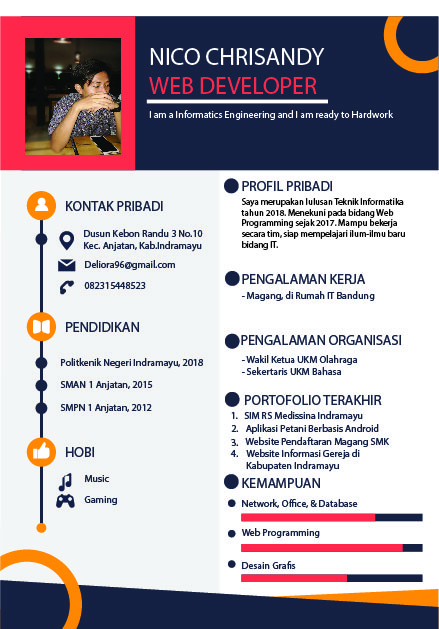 NICO CHRISANDY
WEB DEVELOPER
I am a Informatics Engineering and I am ready to Hardwork
KONTAK PRIBADI
Dusun Kebon Randu 3 No.10
Kec. Anjatan, Kab.Indramayu
Deliora96@gmail.com
082315448523
PENDIDIKAN
Politkenik Negeri Indramayu, 2018
SMAN 1 Anjatan, 2015
SMPN 1 Anjatan, 2012
HOBI
Music
Gaming
PROFIL PRIBADI
Saya merupakan lulusan Teknik Informatika
tahun 2018. Menekuni pada bidang Web
Programming sejak 2017. Mampu bekerja
secara tim, siap mempelajari ilum-ilmu baru
bidang IT.
PENGALAMAN KERJA
- Magang, di Rumah IT Bandung
PENGALAMAN ORGANISASI
- Wakil Ketua UKM Olahraga
- Sekertaris UKM Bahasa
PORTOFOLIO TERAKHIR
1. SIM RS Medissina Indramayu
2. Aplikasi Petani Berbasis Android
3. Website Pendaftaran Magang SMK
4. Website Informasi Gereja di
Kabupaten Indramayu
KEMAMPUAN
Network, Office, & Database
Web Programming
Desain Grafis